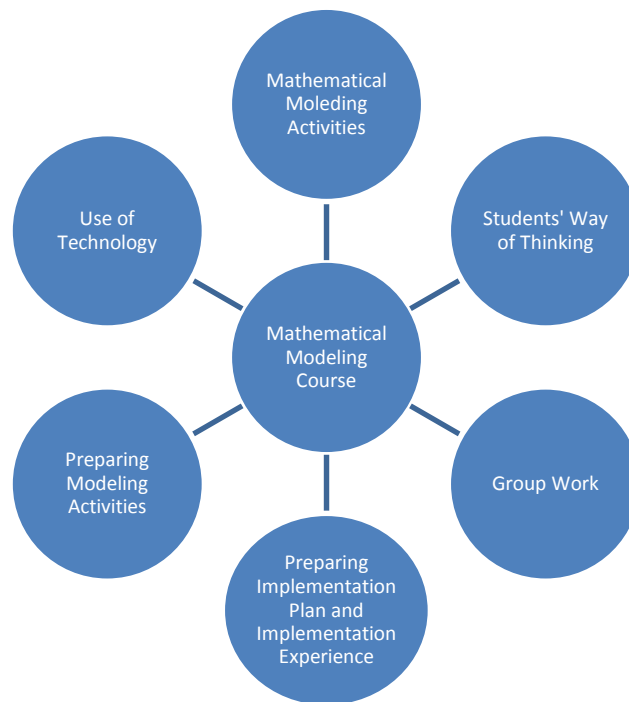 Mathematical
Moleding
Activities
Use of
Technology
Students' Way
of Thinking
Mathematical
Modeling
Course
Preparing
Modeling
Activities
Group Work
Preparing
Implementation
Plan and
Implementation
Experience